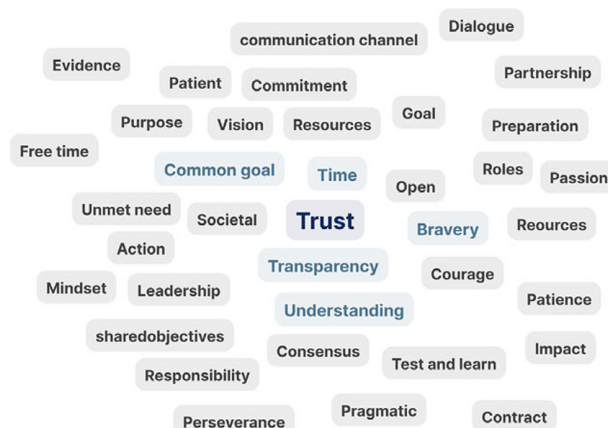 Dialogue
communication channel
Evidence
Partnership
Patient
Commitment
Goal
Purpose
Vision
Resources
Preparation
Free time
Common goal
Time
Roles
Passion
Open
Unmet need
Societal
Trust
Bravery
Reources
Action
Transparency
Courage
Mindset
Leadership
Patience
Understanding
sharedobjectives
Consensus
Impact
Test and learn
Responsibility
Pragmatic
Contract
Perseverance